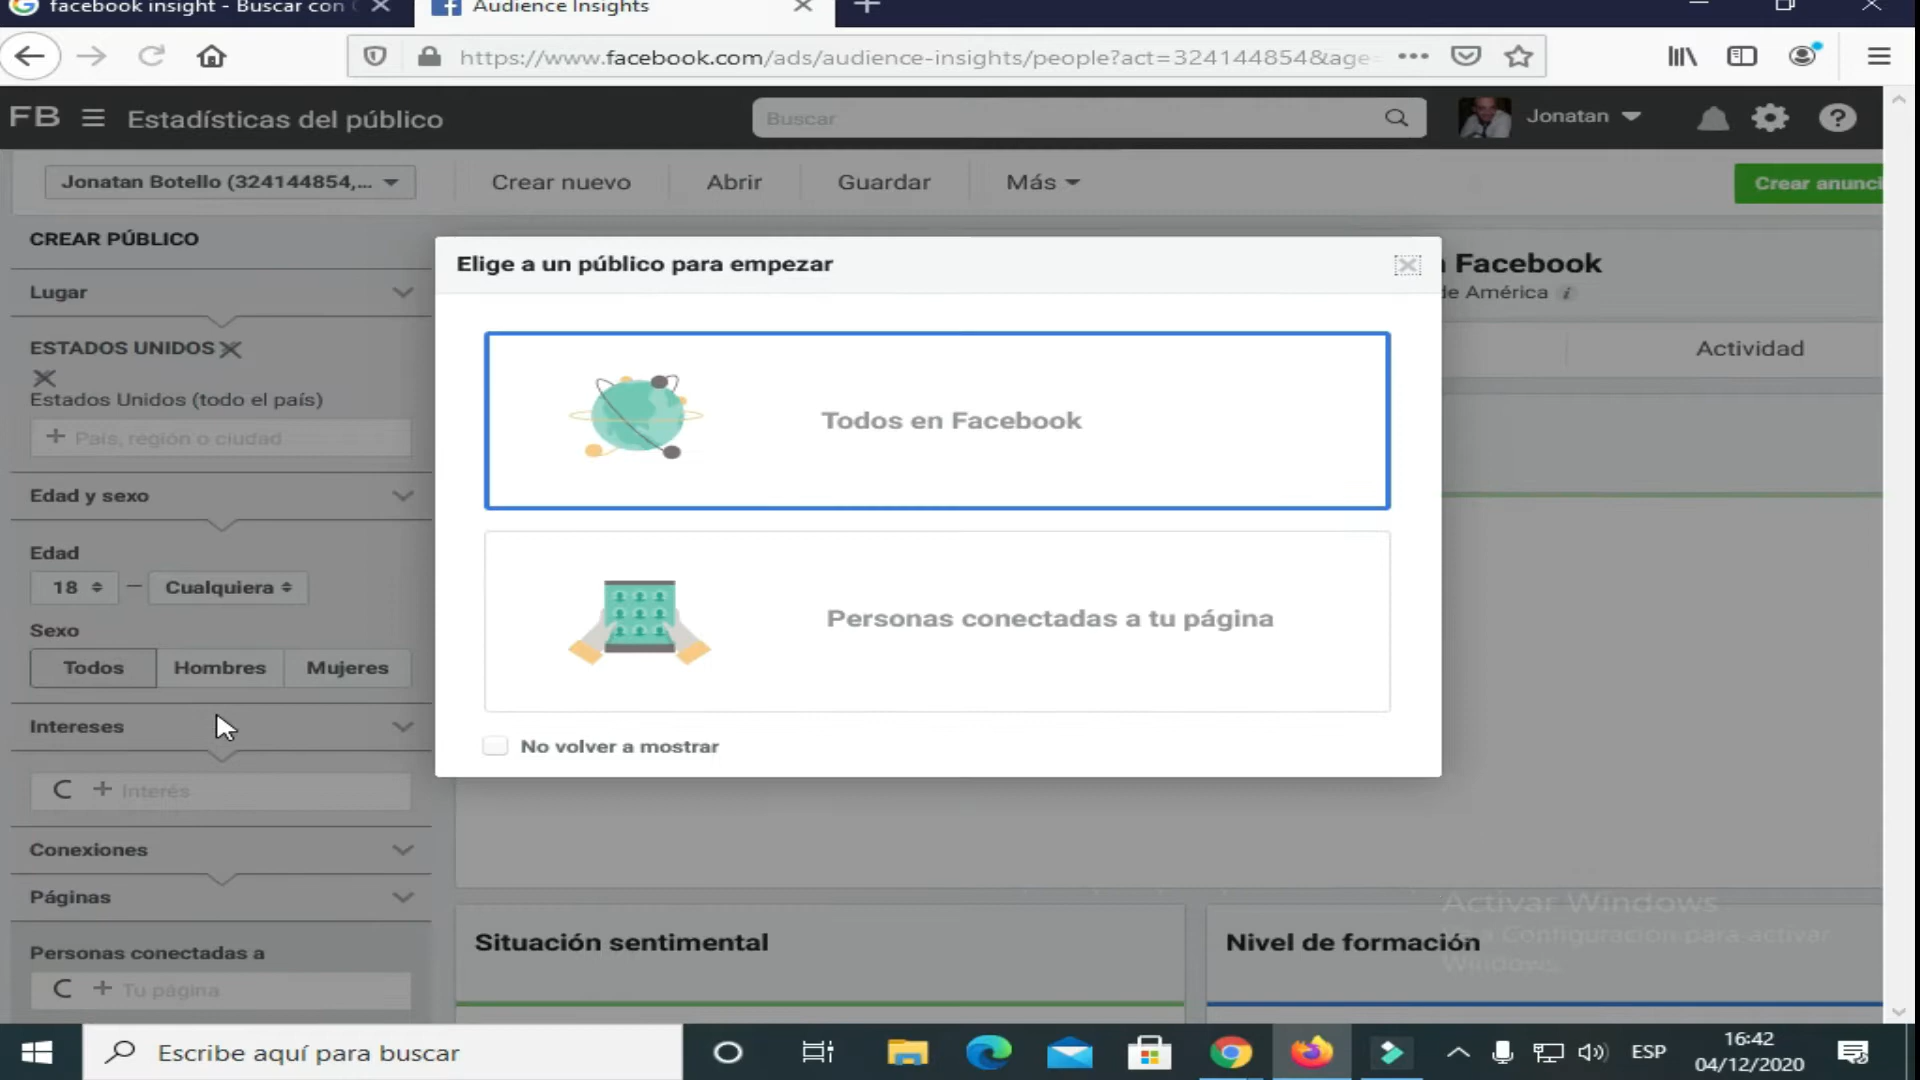 facebook insight - Buscar con
Audience Insights
https://www.facebook.com/ads/audience-insights/people?act=324144854&age
FB
Estadísticas del público
Buscar
Jonatan
Jonatan Botello (324144854,...
Crear nuevo
Abrir
Guardar
Más
Crear anunci
CREAR PÚBLICO
Lugar
ESTADOS UNIDOS
Estados Unidos (todo el país)
+ País, región o ciudad
Edad y sexo
Edad
18 — Cualquiera
Sexo
Todos
Hombres
Mujeres
Intereses
+ Interés
Conexiones
Páginas
Personas conectadas a
+ Tu página
Elige a un público para empezar
Todos en Facebook
Personas conectadas a tu página
No volver a mostrar
Facebook
de América
Actividad
Situación sentimental
Nivel de formación
Activar Windows
a Configuración para activar
Windows.
Escribe aquí para buscar
ESP
16:42
04/12/2020